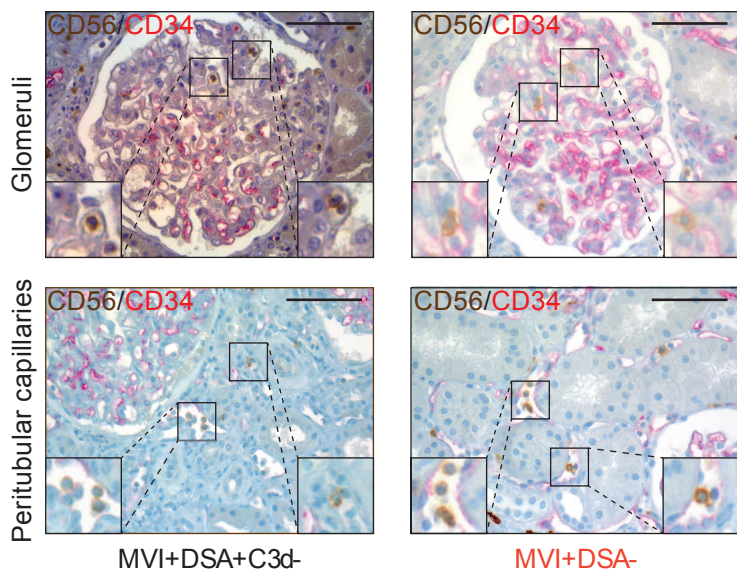 CD56/CD34
CD56/CD34
Glomeruli
CD56/CD34
CD56/CD34
Peritubular capillaries
MVI+DSA+C3d-
MVI+DSA-